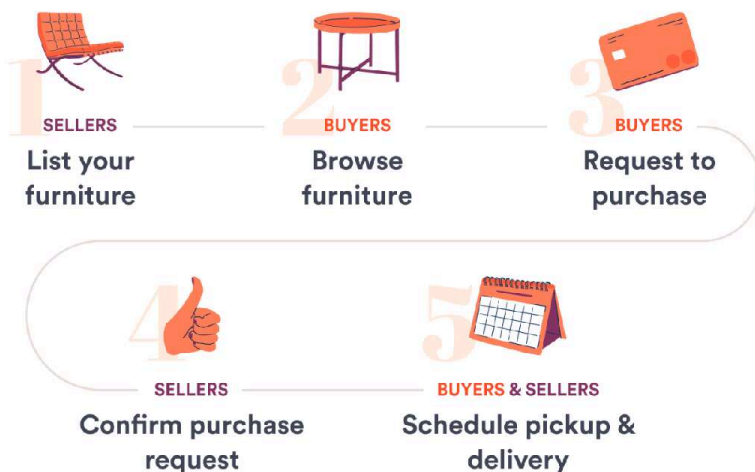 1
SELLERS
List your
furniture
2
BUYERS
Browse
furniture
3
BUYERS
Request to
purchase
4
SELLERS
Confirm purchase
request
5
BUYERS & SELLERS
Schedule pickup &
delivery